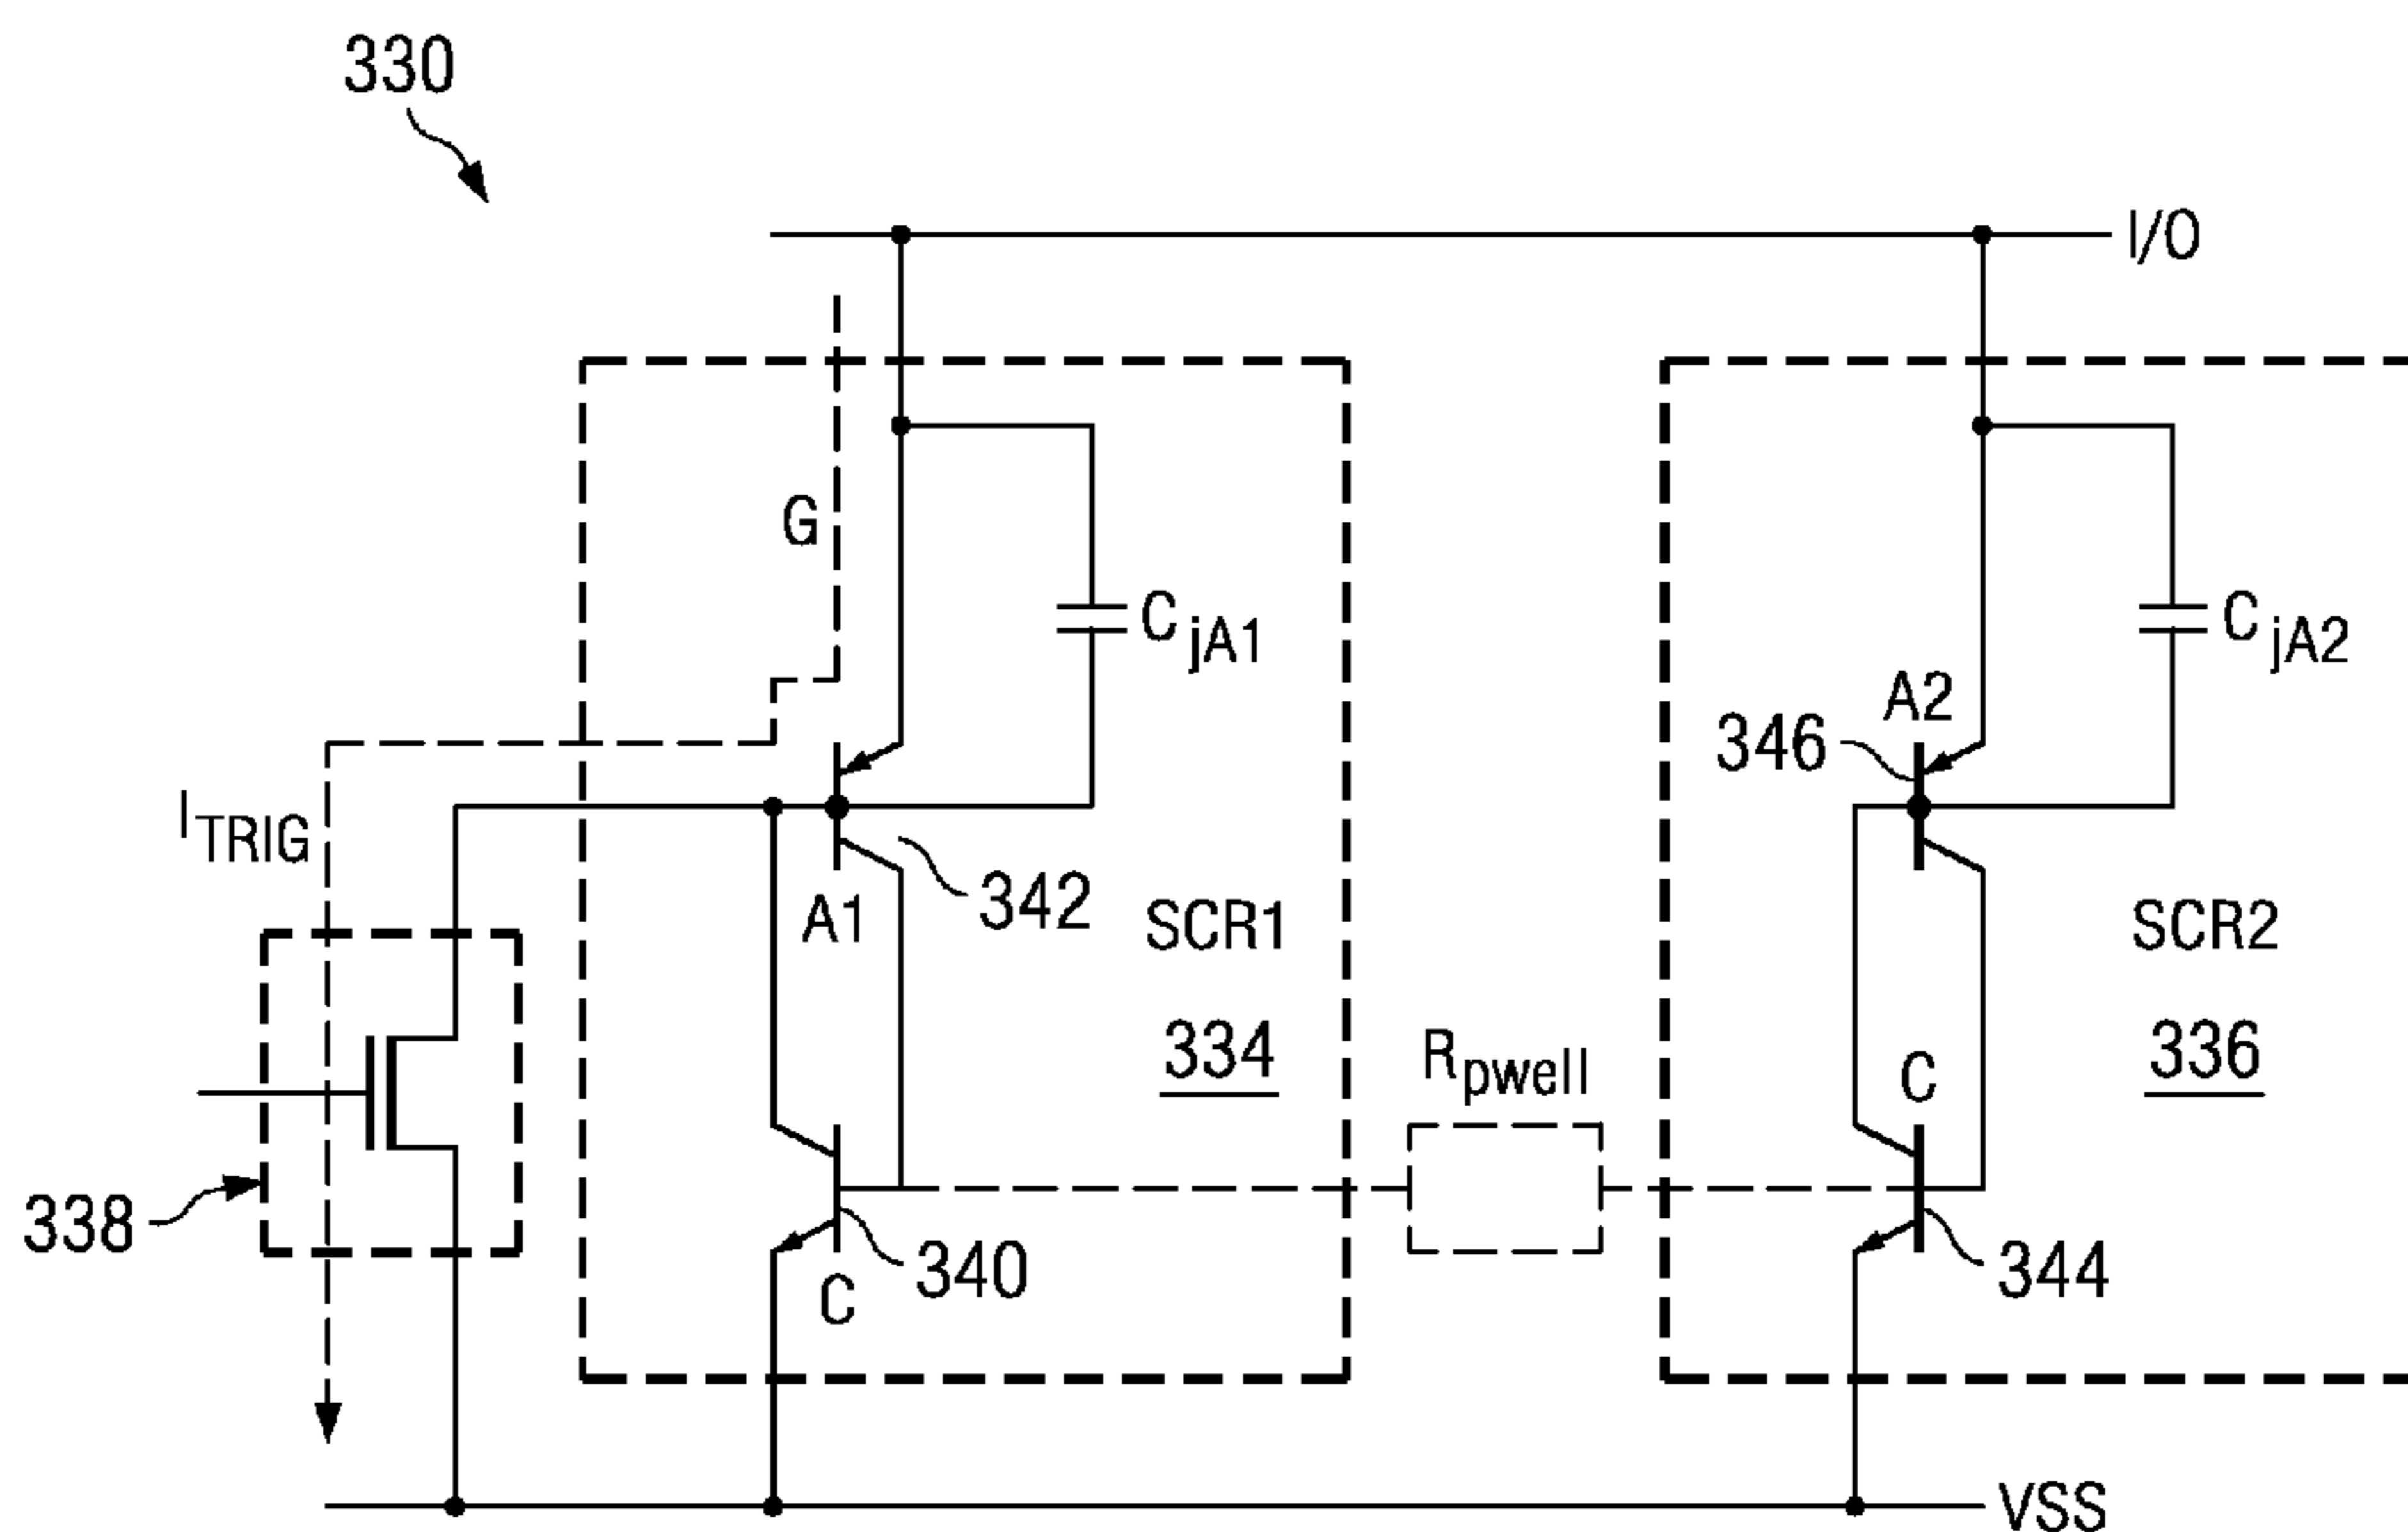 330
I/O
G
CjA1
CjA2
A2
346
ITRIG
342
A1
SCR1
SCR2
334
Rpwell
336
C
338
340
344
C
VSS